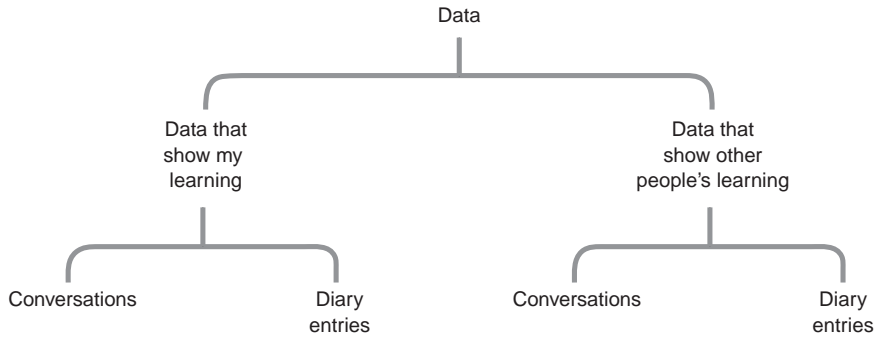 Data
Data that
show my
learning
Data that
show other
people's learning
Conversations
Diary
entries
Conversations
Diary
entries